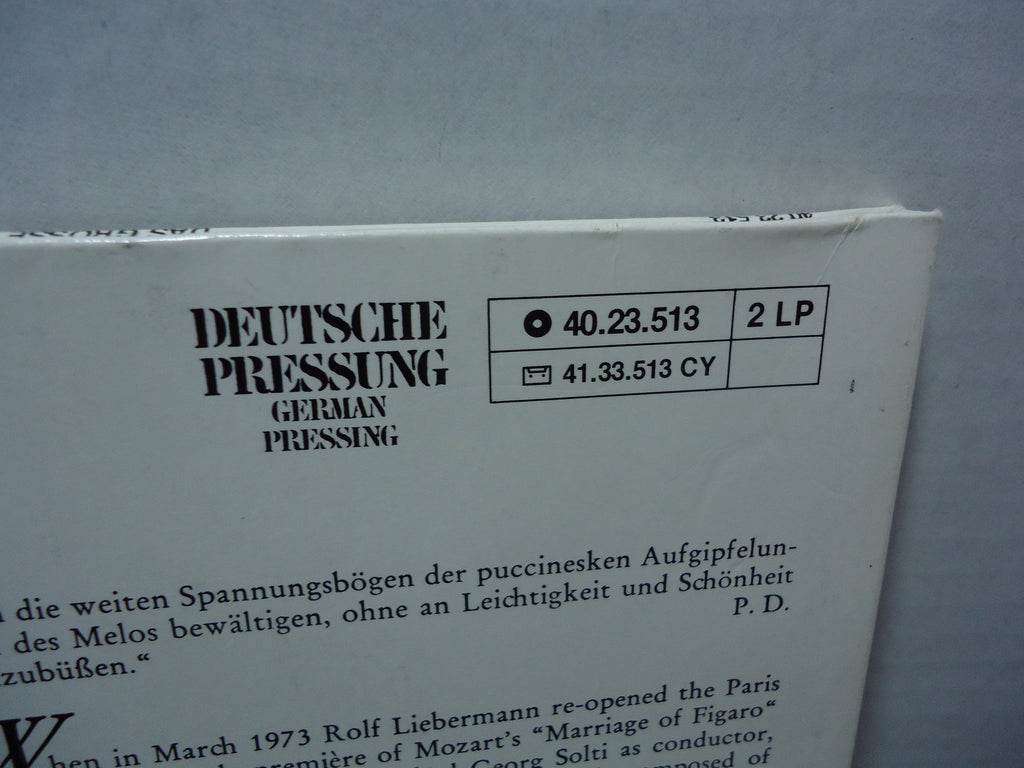 DEUTSCHE
PRESSUNG
GERMAN
PRESSING
40.23.513 2 LP
41.33.513 CY
die weiten Spannungsbögen der puccinesken Aufgipfelun-
des Melos bewältigen, ohne an Leichtigkeit und Schönheit
zubüßen.“
P. D.
When in March 1973 Rolf Liebermann re-opened the Paris
première of Mozart's “Marriage of Figaro“
Georg Solti as conductor,
of